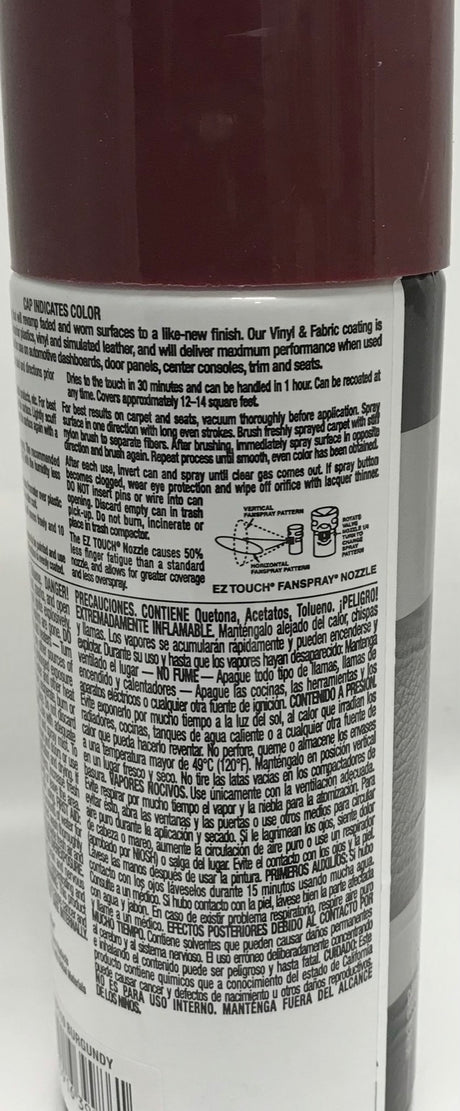 CAP INDICATES COLOR
will revamp faded and worn surfaces to a like-new finish. Our Vinyl & Fabric coating is
plastics, vinyl and simulated leather, and will deliver maximum performance when used
on automotive dashboards, door panels, center consoles, trim and seats.
Dries to the touch in 30 minutes and can be handled in 1 hour. Can be recoated at
any time. Covers approximately 12–14 square feet.
For best results on carpet and seats, vacuum thoroughly before application. Spray
surface in one direction with long even strokes. Brush freshly sprayed carpet with stiff
nylon brush to separate fibers. After brushing, immediately spray surface in opposite
direction and brush again. Repeat process until smooth, even color has been obtained.
After each use, invert can and spray until clear gas comes out. If spray button
becomes clogged, wear eye protection and wipe off orifice with lacquer thinner.
DO NOT insert pins or wire into can
opening. Discard empty can in trash
pick-up. Do not burn, incinerate or
place in trash compactor.
The EZ TOUCH® Nozzle causes 50%
less finger fatigue than a standard
nozzle, and allows for greater coverage
and less overspray.
VERTICAL
FANSPRAY PATTERN
HORIZONTAL
FANSPRAY PATTERN
ROTATE
VALVE
NOZZLE 1/4
TURN TO
CHANGE
SPRAY
PATTERN
EZ TOUCH® FANSPRAY® NOZZLE
PRECAUCIONES. CONTIENE Quetona, Acetatos, Tolueno. ¡PELIGRO!
EXTREMADAMENTE INFLAMABLE. Manténgalo alejado del calor, chispas
y llamas. Los vapores se acumularán rápidamente y pueden encenderse y
explotar. Durante su uso y hasta que los vapores hayan desaparecido: Mantenga
ventilado el lugar — NO FUME — Apague todo tipo de llamas, llamas de
encendido y calentadores — Apague las cocinas, las herramientas y los
aparatos eléctricos o cualquier otra fuente de ignición. CONTENIDO A PRESIÓN.
Evite exponerlo por mucho tiempo a la luz del sol, al calor que irradian los
radiadores, cocinas, tanques de agua caliente o a cualquier otra fuente de
calor que pueda hacerlo reventar. No perfore, queme o almacene los envases
a una temperatura mayor de 49°C (120°F). Manténgalo en posición vertical
en un lugar fresco y seco. No tire las latas vacías en los compactadores de
basura. VAPORES NOCIVOS. Use únicamente con la ventilación adecuada.
Evite respirar por mucho tiempo el vapor y la niebla para la atomización. Para
evitar ésto, abra las ventanas y las puertas o use otros medios para circular
aire puro durante la aplicación y secado. Si le lagrimean los ojos, siente dolor
de cabeza o mareo, aumente la circulación de aire puro o use un respirador
(aprobado por NIOSH) o salga del lugar. Evite el contacto con los ojos y la piel.
Lávese las manos después de usar la pintura. PRIMEROS AUXILIOS: Si hubo
contacto con los ojos láveselos durante 15 minutos usando mucha agua.
Consulte a un médico. Si hubo contacto con la piel, lávese bien la parte afectada
con agua y jabón. En caso de existir problema respiratorio, respire aire puro
y llame a un médico. EFECTOS POSTERIORES DEBIDO AL CONTACTO POR
MUCHO TIEMPO. Contiene solventes que pueden causar daños permanentes
al cerebro y al sistema nervioso. El uso erróneo deliberadamente concentrando
e inhalando el contenido puede ser peligroso y hasta fatal. CUIDADO: Este
producto contiene químicos que a conocimiento del estado de California
puede causar cancer y defectos de nacimiento u otros daños reproductivos.
NO ES PARA USO INTERNO. MANTENGA FUERA DEL ALCANCE
DE LOS NIÑOS.
BURGUNDY